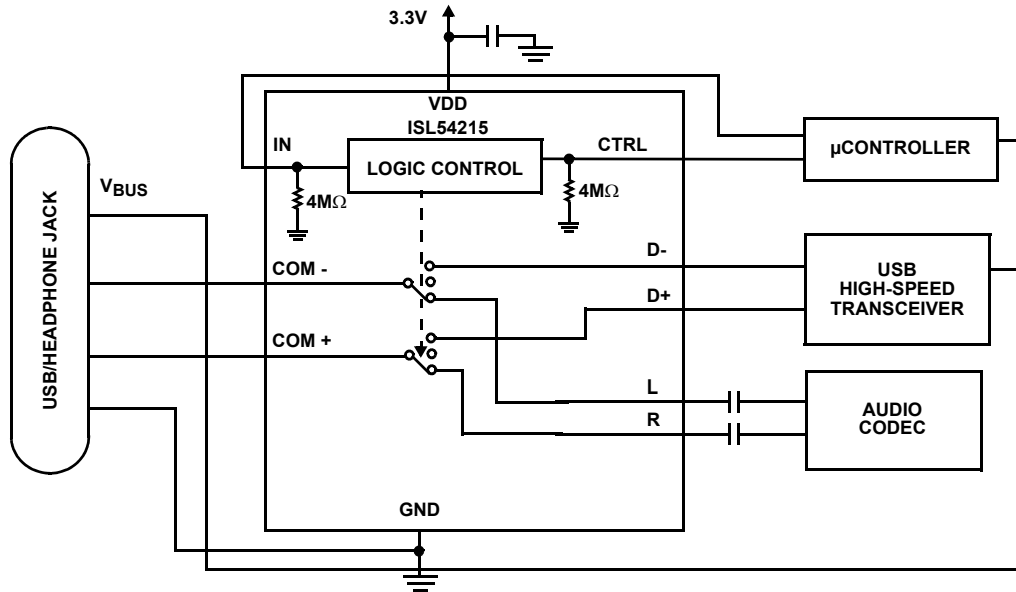 3.3V
VDD
ISL54215
IN
LOGIC CONTROL
CTRL
µCONTROLLER
4MΩ
4MΩ
VBUS
USB/HEADPHONE JACK
COM -
COM +
D-
D+
USB
HIGH-SPEED
TRANSCEIVER
L
R
AUDIO
CODEC
GND